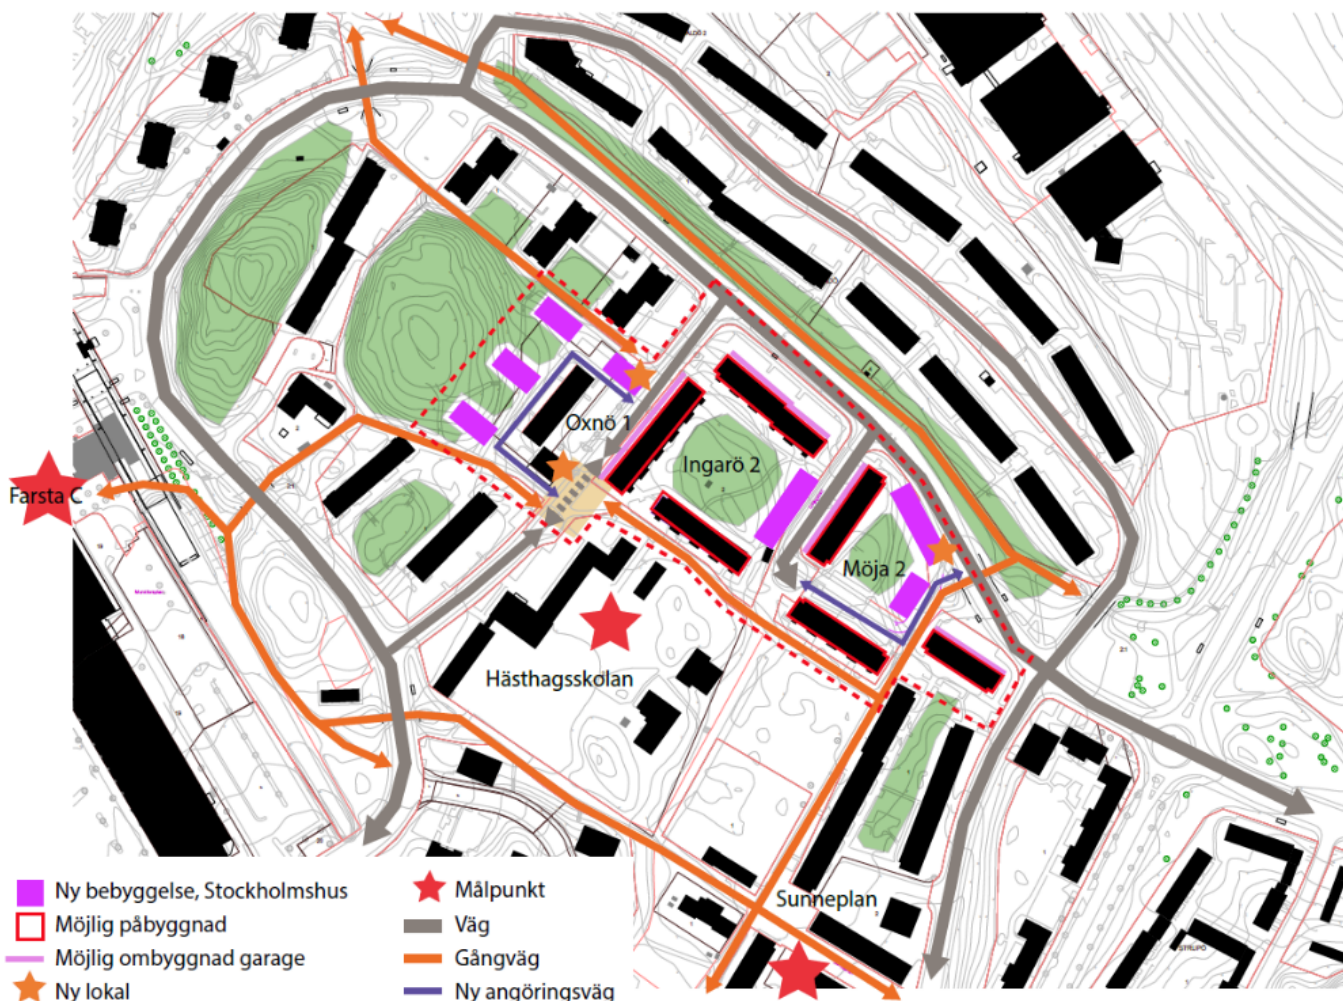 Oxnö 1
Ingarö 2
Farsta C
Möja 2
Hästhagsskolan
Sunneplan
STRUPÖ
Ny bebyggelse, Stockholmshus
Möjlig påbyggnad
Möjlig ombyggnad garage
Ny lokal
Målpunkt
Väg
Gångväg
Ny angöringsväg